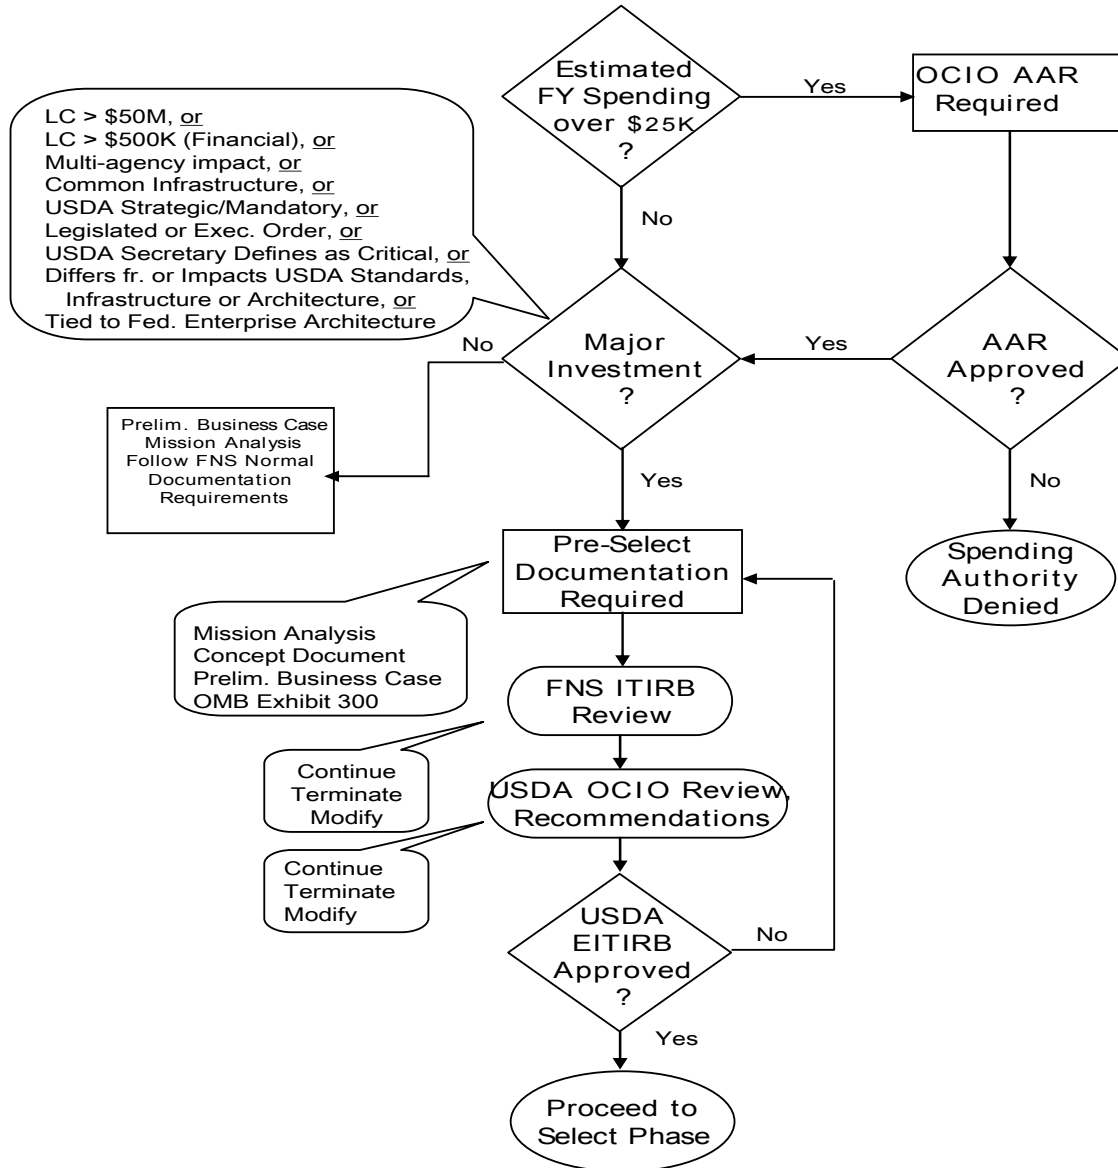 Estimated
FY Spending
over $25K
?
Yes
OCIO AAR
Required
No
LC > $50M, or
LC > $500K (Financial), or
Multi-agency impact, or
Common Infrastructure, or
USDA Strategic/Mandatory, or
Legislated or Exec. Order, or
USDA Secretary Defines as Critical, or
Differs fr. or Impacts USDA Standards,
Infrastructure or Architecture, or
Tied to Fed. Enterprise Architecture
No
Major
Investment
?
Yes
AAR
Approved
?
Prelim. Business Case
Mission Analysis
Follow FNS Normal
Documentation
Requirements
Yes
No
Pre-Select
Documentation
Required
Spending
Authority
Denied
Mission Analysis
Concept Document
Prelim. Business Case
OMB Exhibit 300
FNS ITIRB
Review
Continue
Terminate
Modify
USDA OCIO Review,
Recommendations
Continue
Terminate
Modify
USDA
EITIRB
Approved
?
No
Yes
Proceed to
Select Phase